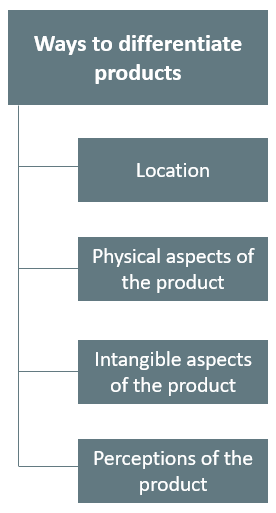 Ways to differentiate
products
Location
Physical aspects of
the product
Intangible aspects
of the product
Perceptions of the
product